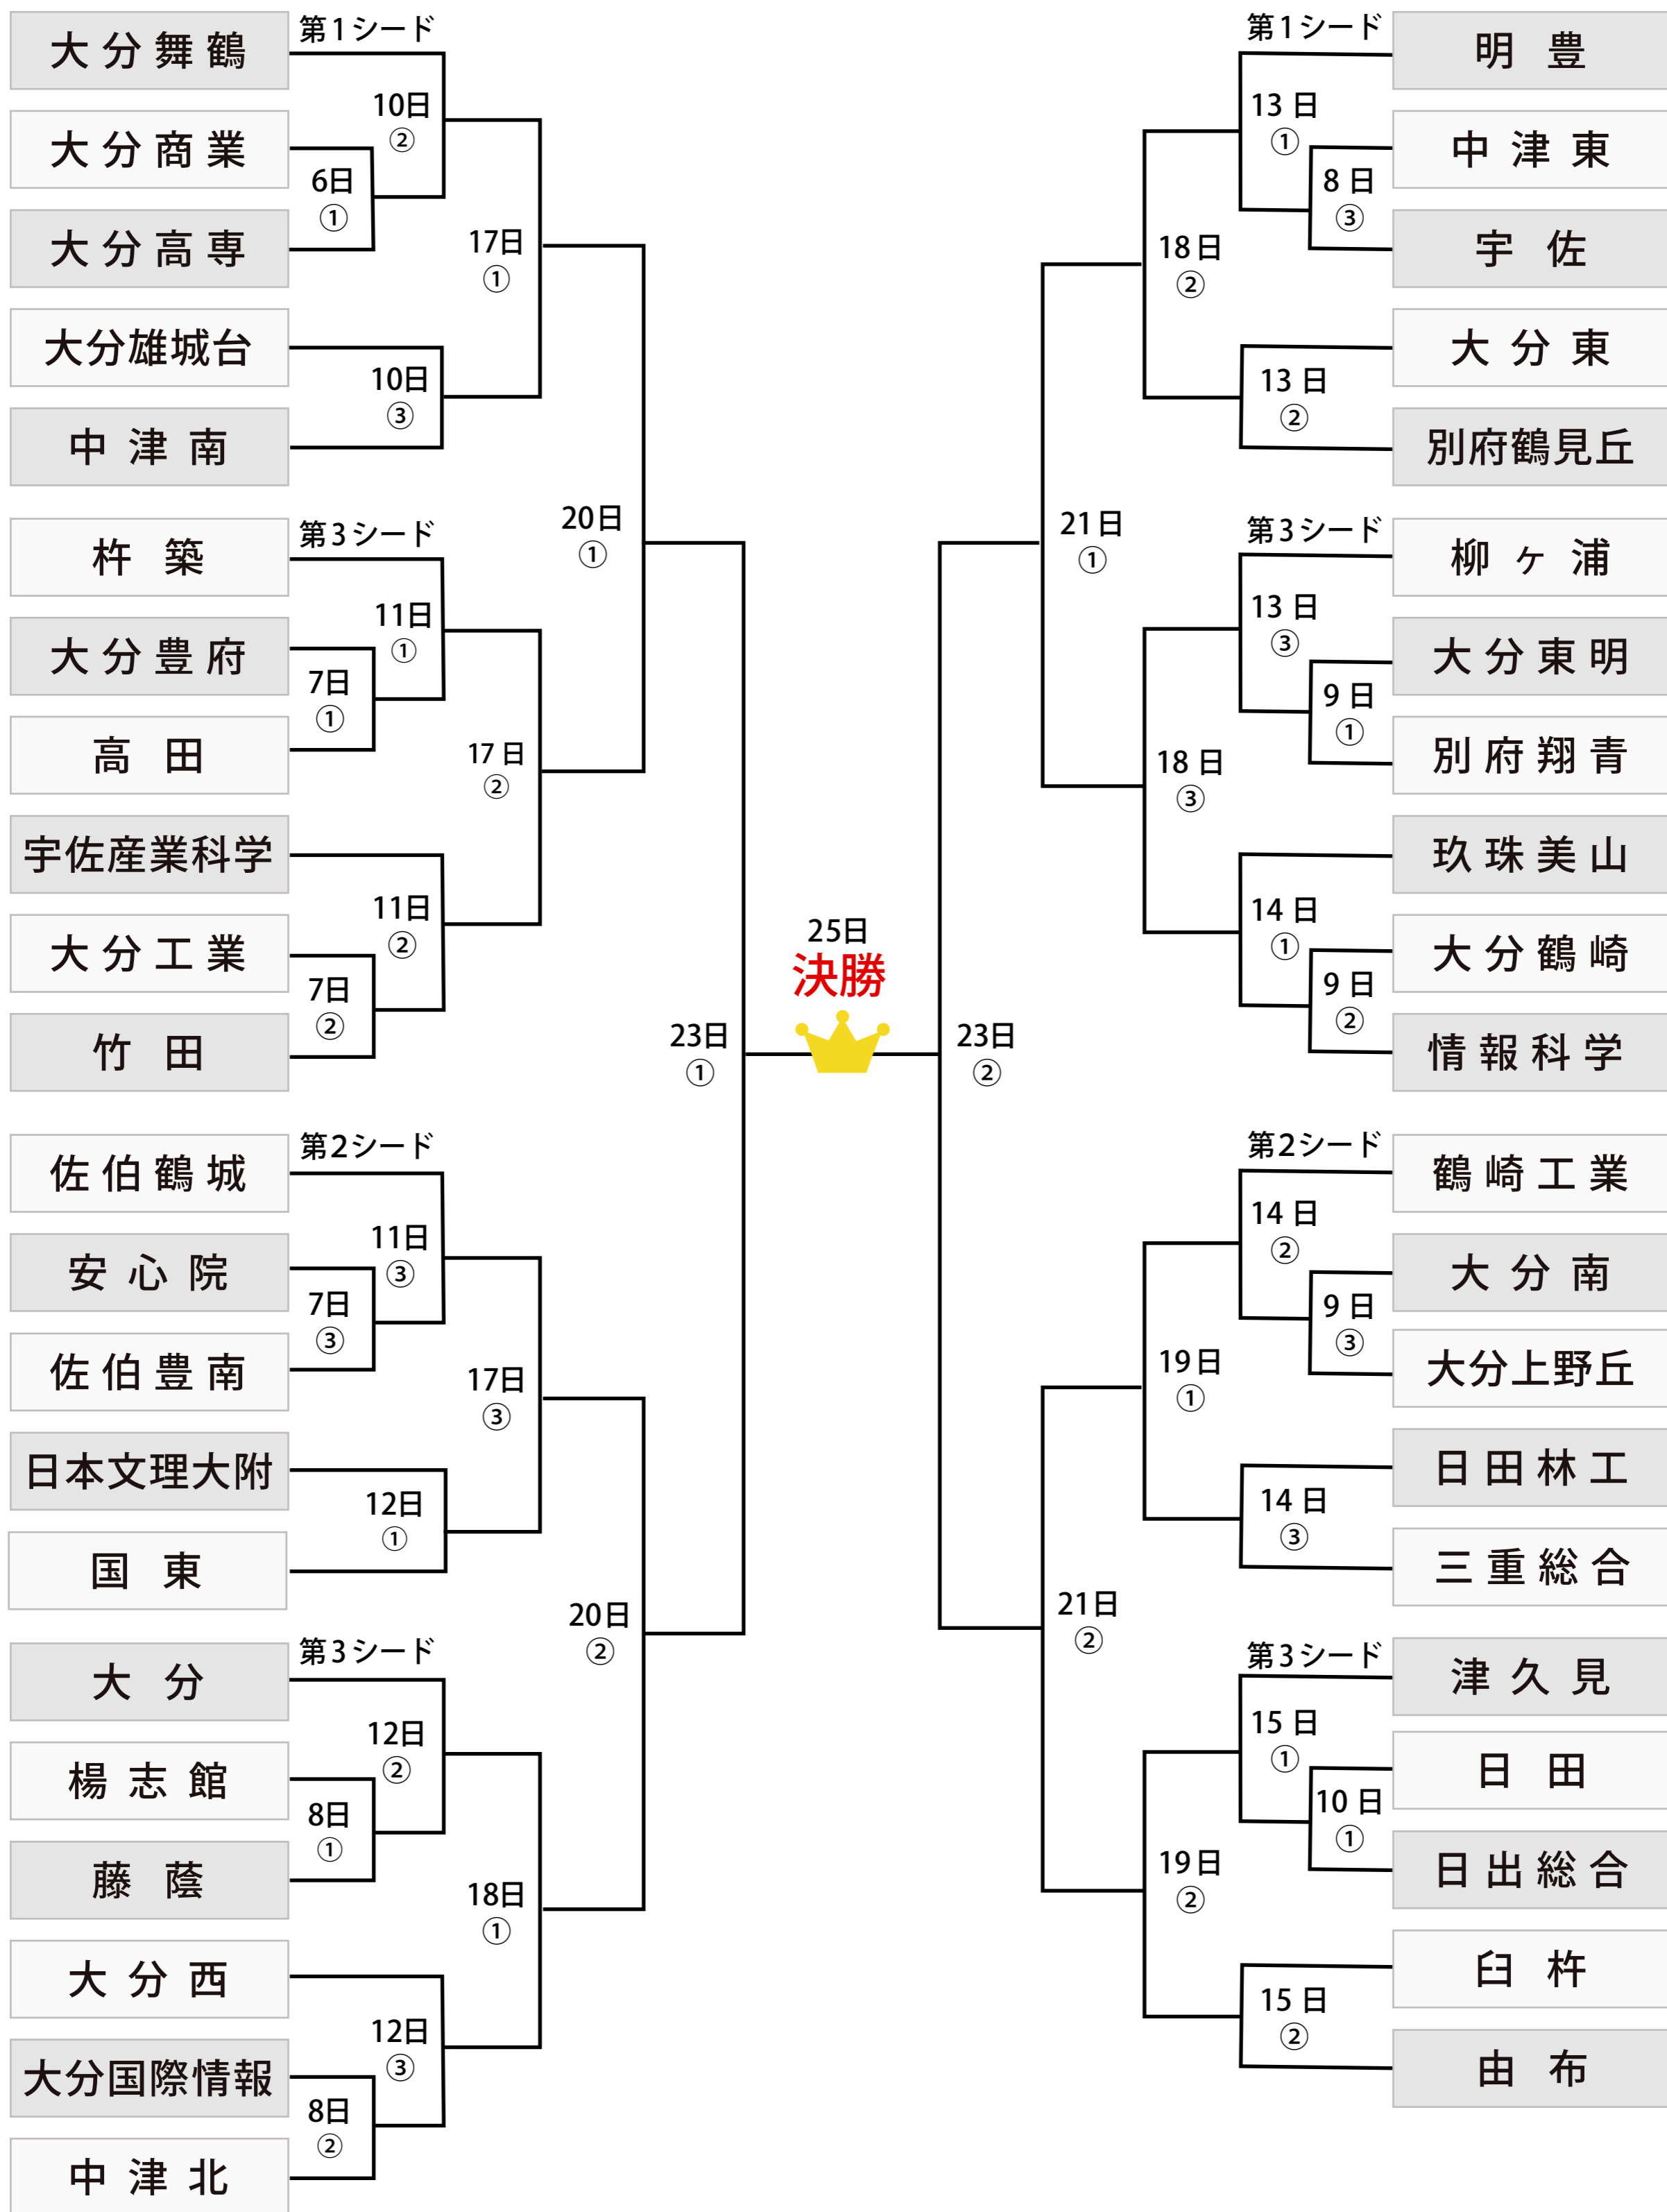 第1シード
大分舞鶴
10日
②
大分商業
6日
①
大分高専
17日
①
大分雄城台
10日
③
中津南
20日
①
第3シード
杵築
11日
①
大分豊府
7日
①
高田
17日
②
宇佐産業科学
11日
②
大分工業
7日
②
竹田
23日
①
第2シード
佐伯鶴城
11日
③
安心院
7日
③
佐伯豊南
17日
③
日本文理大附
12日
①
国東
20日
②
第3シード
大分
12日
②
楊志館
8日
①
藤蔭
18日
①
大分西
12日
③
大分国際情報
8日
②
中津北
25日
決勝
第1シード
明豊
13日
①
中津東
8日
③
宇佐
18日
②
大分東
13日
②
別府鶴見丘
21日
①
第3シード
柳ヶ浦
13日
③
大分東明
9日
①
別府翔青
18日
③
玖珠美山
14日
①
大分鶴崎
9日
②
情報科学
23日
②
第2シード
鶴崎工業
14日
②
大分南
9日
③
大分上野丘
19日
①
日田林工
14日
③
三重総合
21日
②
第3シード
津久見
15日
①
日田
10日
①
日出総合
19日
②
臼杵
15日
②
由布